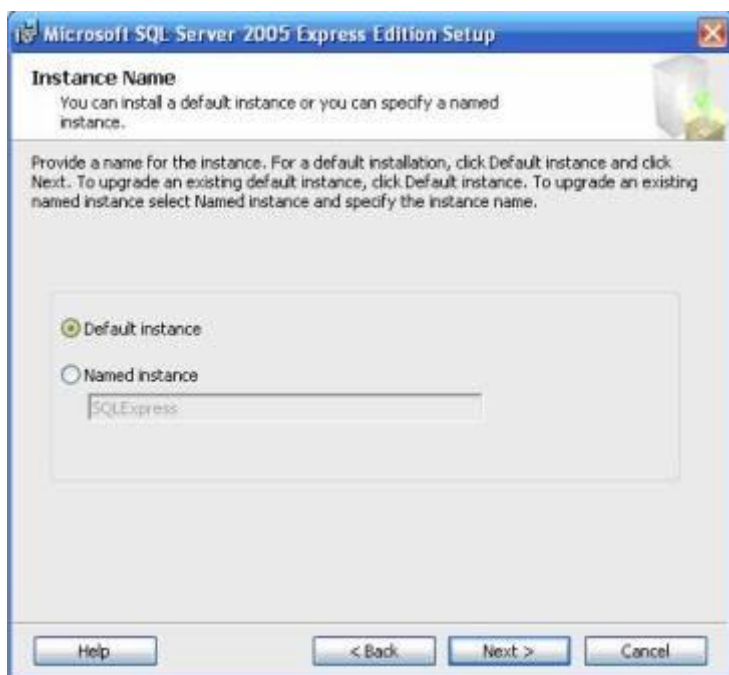 Microsoft SQL Server 2005 Express Edition Setup
Instance Name
You can install a default instance or you can specify a named
instance.
Provide a name for the instance. For a default installation, click Default instance and click
Next. To upgrade an existing default instance, click Default instance. To upgrade an existing
named instance select Named instance and specify the instance name.
Default instance
Named instance
SQLExpress
Help
< Back
Next >
Cancel